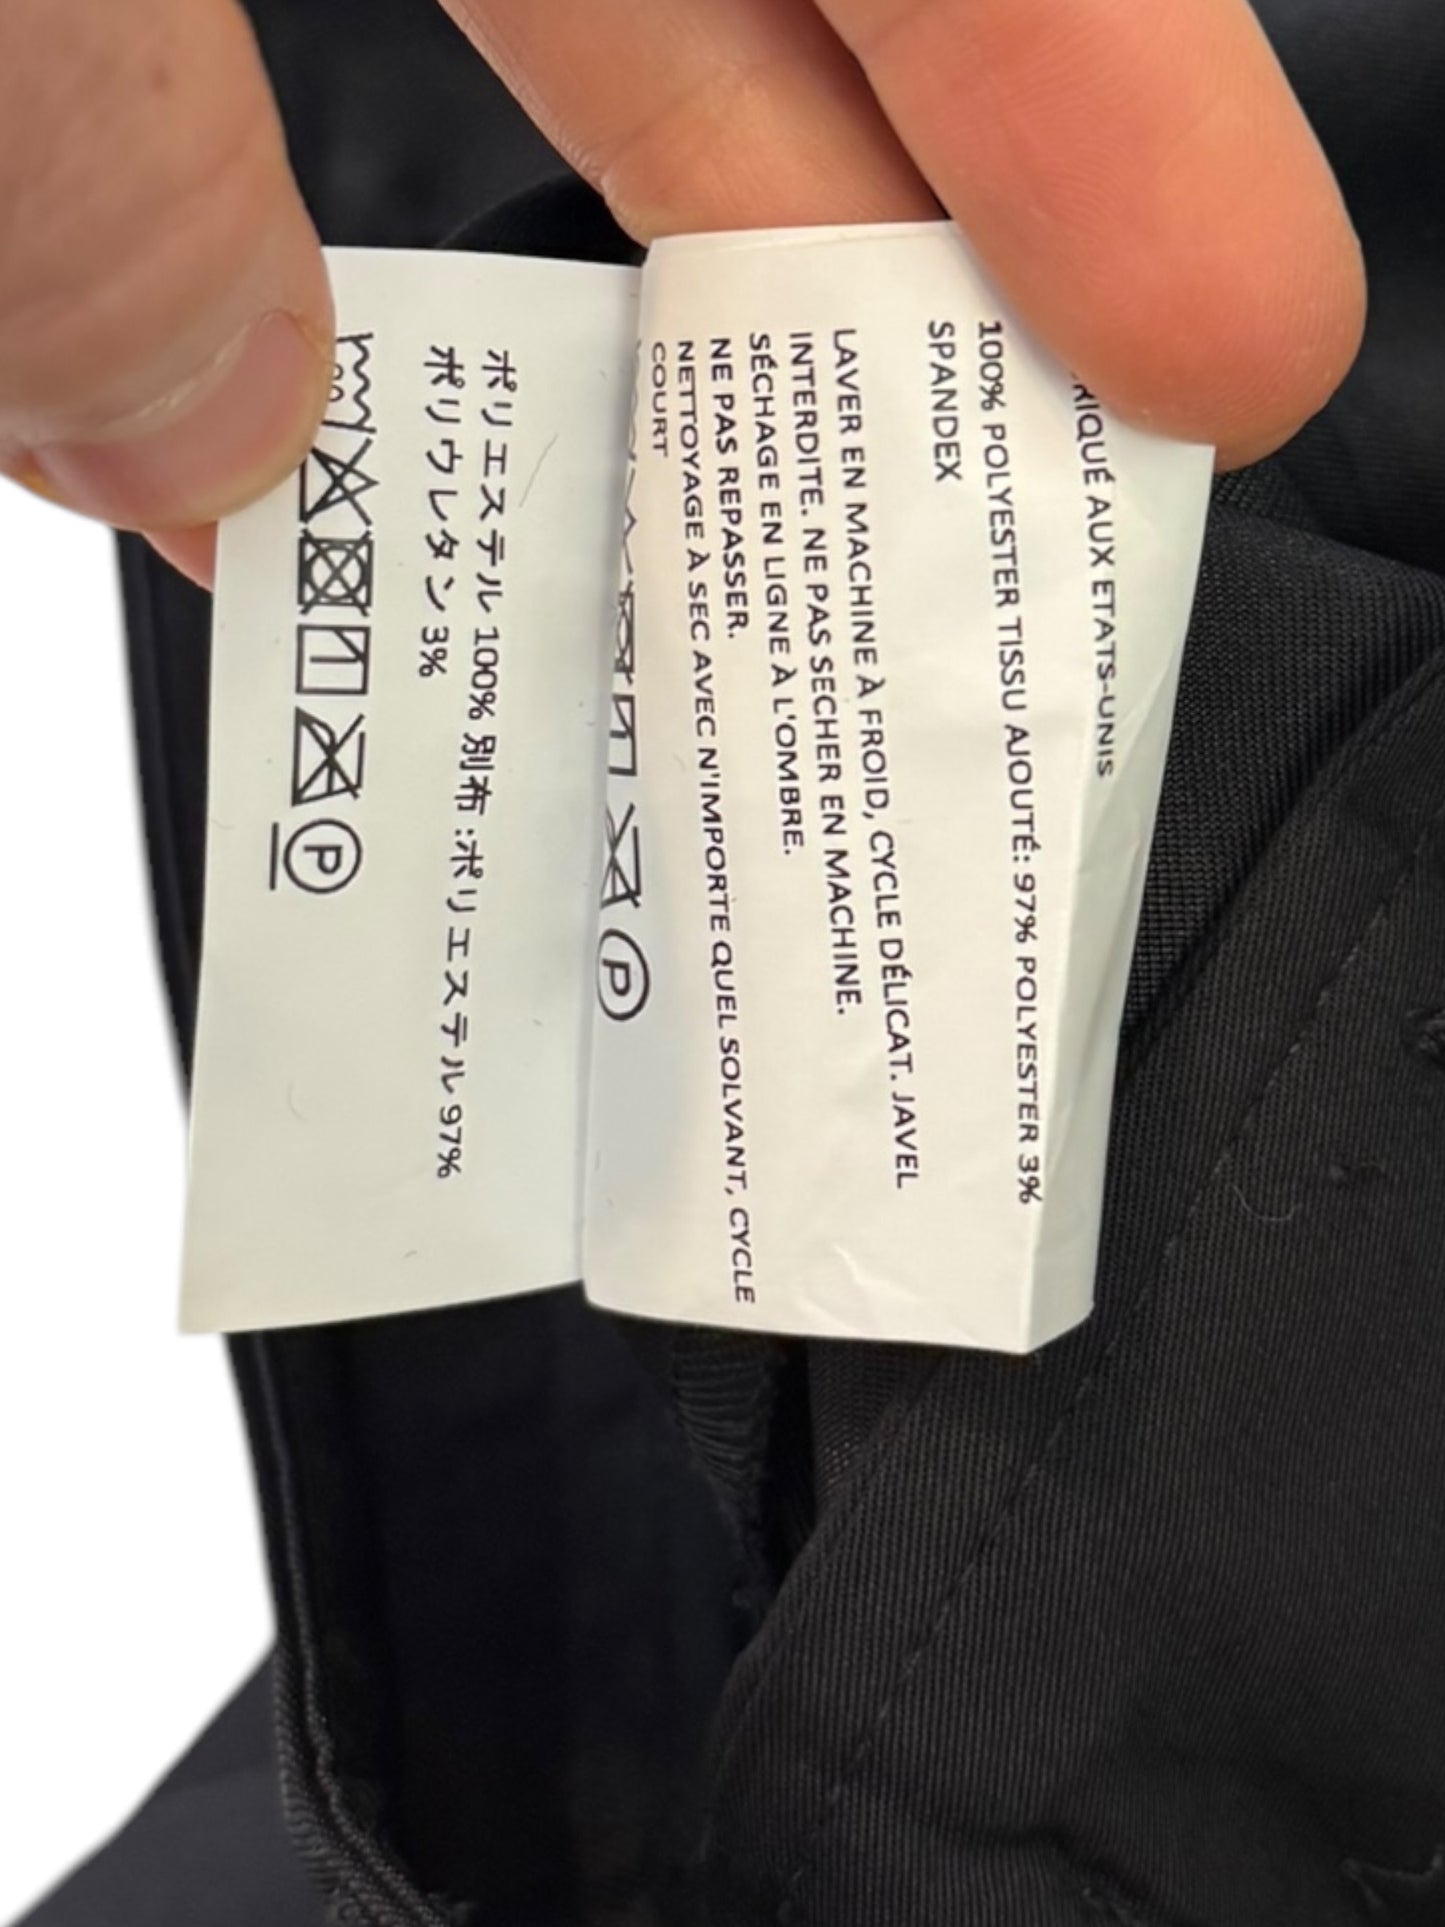 AUX ETATS-UNIS
100% POLYESTER TISSU AJOUTÉ: 97% POLYESTER 3%
SPANDEX
LAVER EN MACHINE À FROID, CYCLE DÉLICAT. JAVEL
INTERDITE. NE PAS SECHER EN MACHINE.
SÉCHAGE EN LIGNE À L'OMBRE.
NE PAS REPASSER.
NETTOYAGE À SEC AVEC N'IMPORTE QUEL SOLVANT, CYCLE
COURT
P
ポリエステル 100% 別布 :ポリエステル 97%
ポリウレタン 3%
P